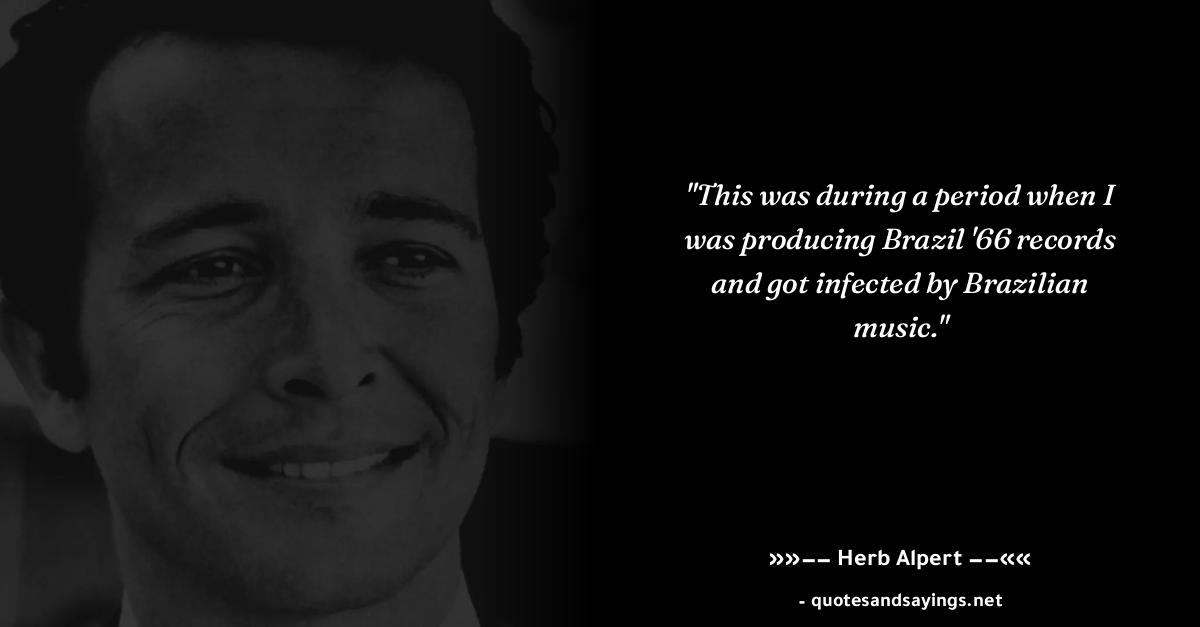 "This was during a period when I
was producing Brazil '66 records
and got infected by Brazilian
music."
»»–– Herb Alpert ––««
- quotesandsayings.net